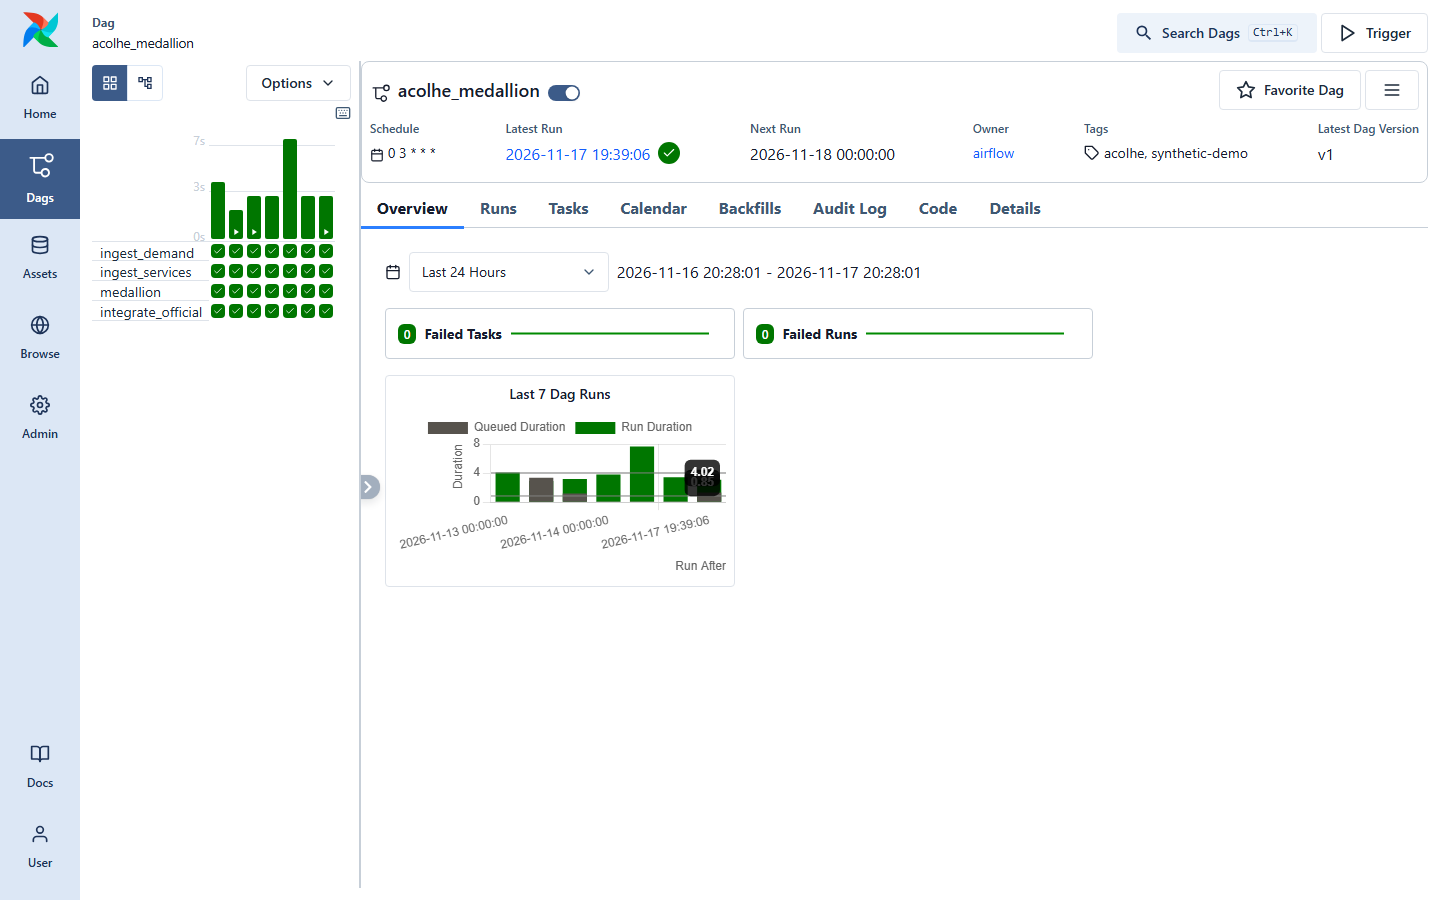 Dag
acolhe_medallion
Search Dags Ctrl+K
Trigger
Home
Dags
Assets
Browse
Admin
Docs
User
Options
7s
3s
0s
ingest_demand
ingest_services
medallion
integrate_official
acolhe_medallion
Favorite Dag
Schedule Latest Run Next Run Owner Tags Latest Dag Version
0 3 * * * 2026-11-17 19:39:06 2026-11-18 00:00:00 airflow acolhe, synthetic-demo v1
Overview Runs Tasks Calendar Backfills Audit Log Code Details
Last 24 Hours 2026-11-16 20:28:01 - 2026-11-17 20:28:01
0 Failed Tasks
0 Failed Runs
Last 7 Dag Runs
Queued Duration Run Duration
Duration
8
4
0
4.02
0.85
2026-11-13 00:00:00 2026-11-14 00:00:00 2026-11-17 19:39:06
Run After